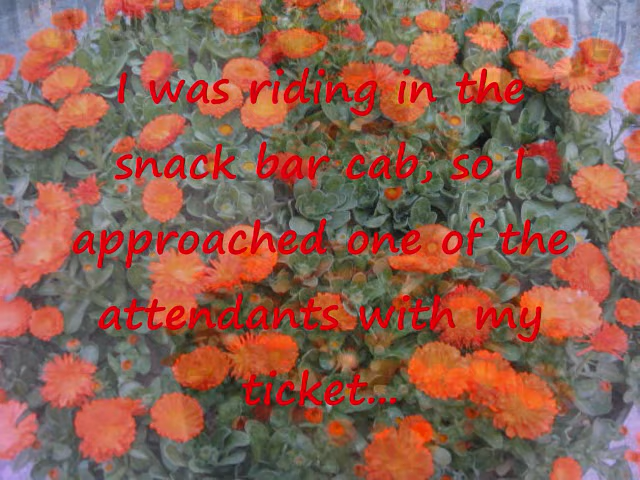 I was riding in the
snack bar cab, so I
approached one of the
attendants with my
ticket...